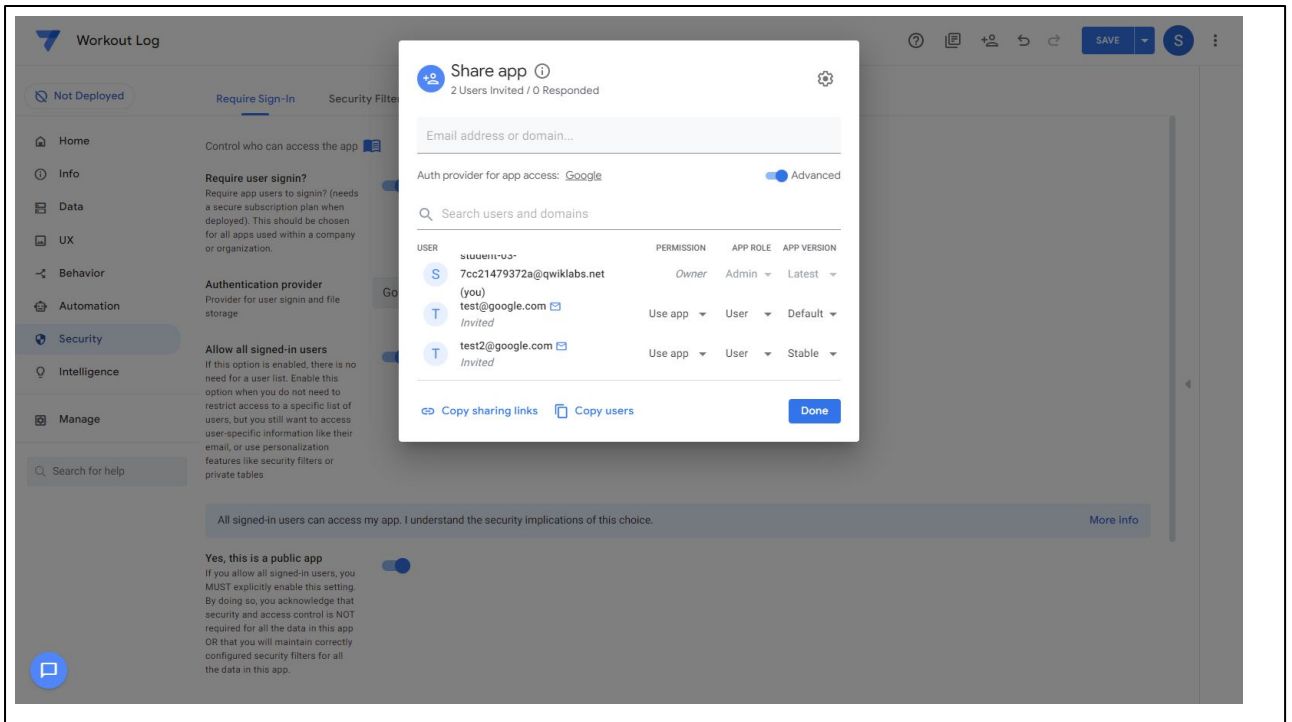 Workout Log
SAVE
S
Not Deployed
Require Sign-In
Security Filte
Home
Info
Data
UX
Behavior
Automation
Security
Intelligence
Manage
Search for help
Control who can access the app
Require user signin?
Require app users to signin? (needs
a secure subscription plan when
deployed). This should be chosen
for all apps used within a company
or organization.
Authentication provider
Provider for user signin and file
storage
Go
Allow all signed-in users
If this option is enabled, there is no
need for a user list. Enable this
option when you do not need to
restrict access to a specific list of
users, but you still want to access
user-specific information like their
email, or use personalization
features like security filters or
private tables
All signed-in users can access my app. I understand the security implications of this choice.
More info
Yes, this is a public app
If you allow all signed-in users, you
MUST explicitly enable this setting.
By doing so, you acknowledge that
security and access control is NOT
required for all the data in this app
OR that you will maintain correctly
configured security filters for all
the data in this app.
Share app
2 Users Invited / 0 Responded
Email address or domain...
Auth provider for app access: Google
Advanced
Search users and domains
USER PERMISSION APP ROLE APP VERSION
student-03-
S 7cc21479372a@qwiklabs.net Owner Admin Latest
(you)
T test@google.com Use app User Default
Invited
T test2@google.com Use app User Stable
Invited
Copy sharing links Copy users Done